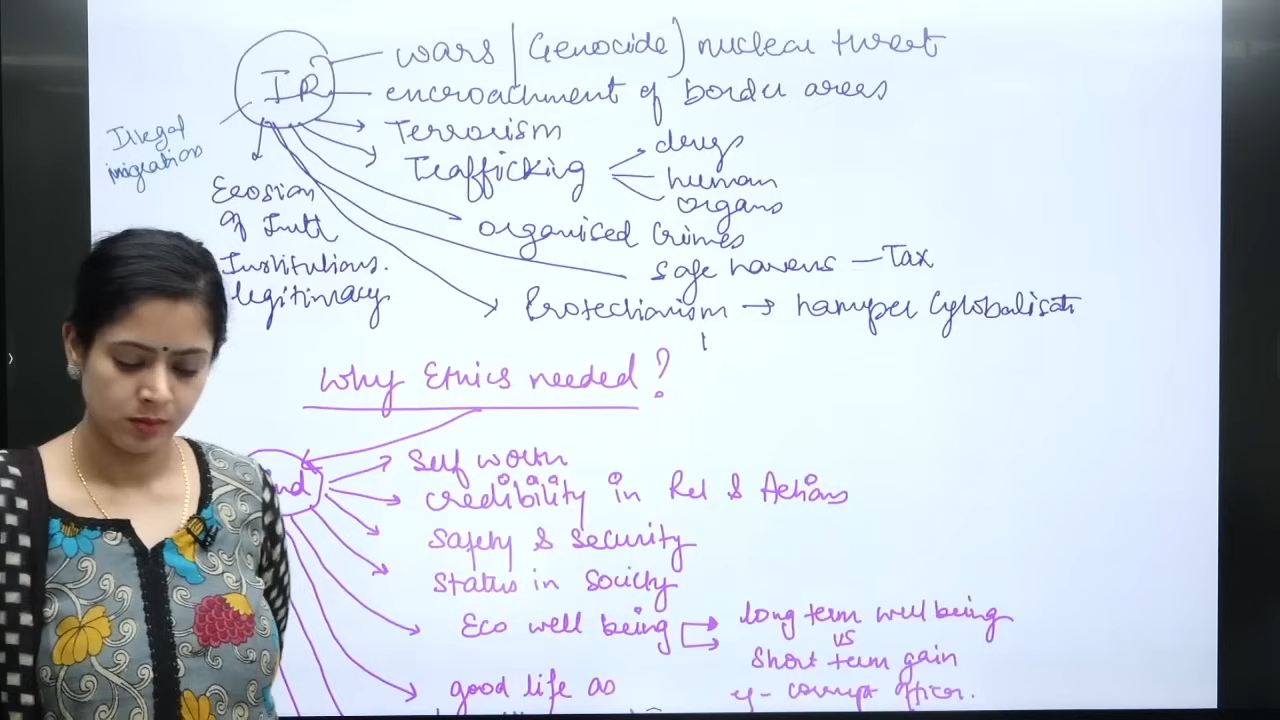 IR
wars | Genocide) nuclear threat
encroachment of border areas
Terrorism
Trafficking
drugs
human
organs
Illegal
migration
Erosion
of Intl
Institutions.
legitimacy.
organised Crimes
safe havens — Tax
Protectionism → hamper Globalisatn
Why Ethics needed?
nd
Self worth
credibility in Rel & Actions
Safety & security
Status in Society
Eco well being
long term well being
vs
Short term gain
eg - corrupt officer.
good life as